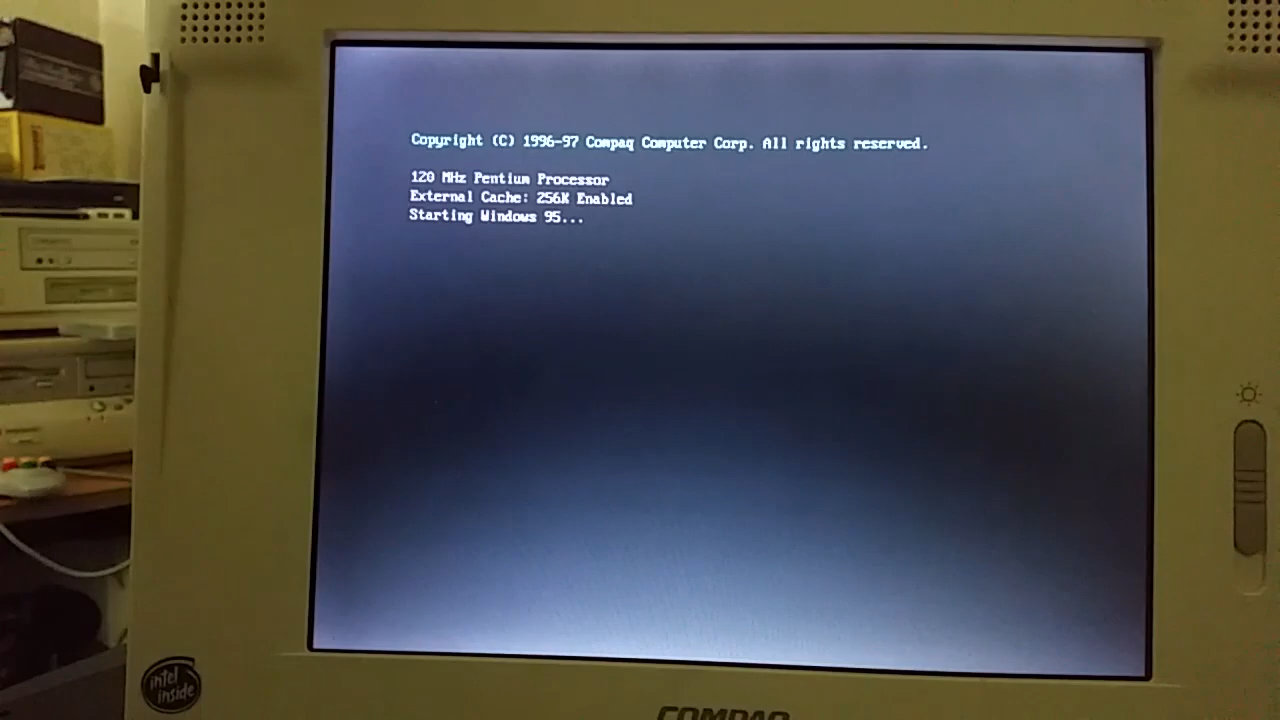 Copyright (C) 1996-97 Compaq Computer Corp. All rights reserved.
120 MHz Pentium Processor
External Cache: 256K Enabled
Starting Windows 95...
intel
inside
COMPAQ